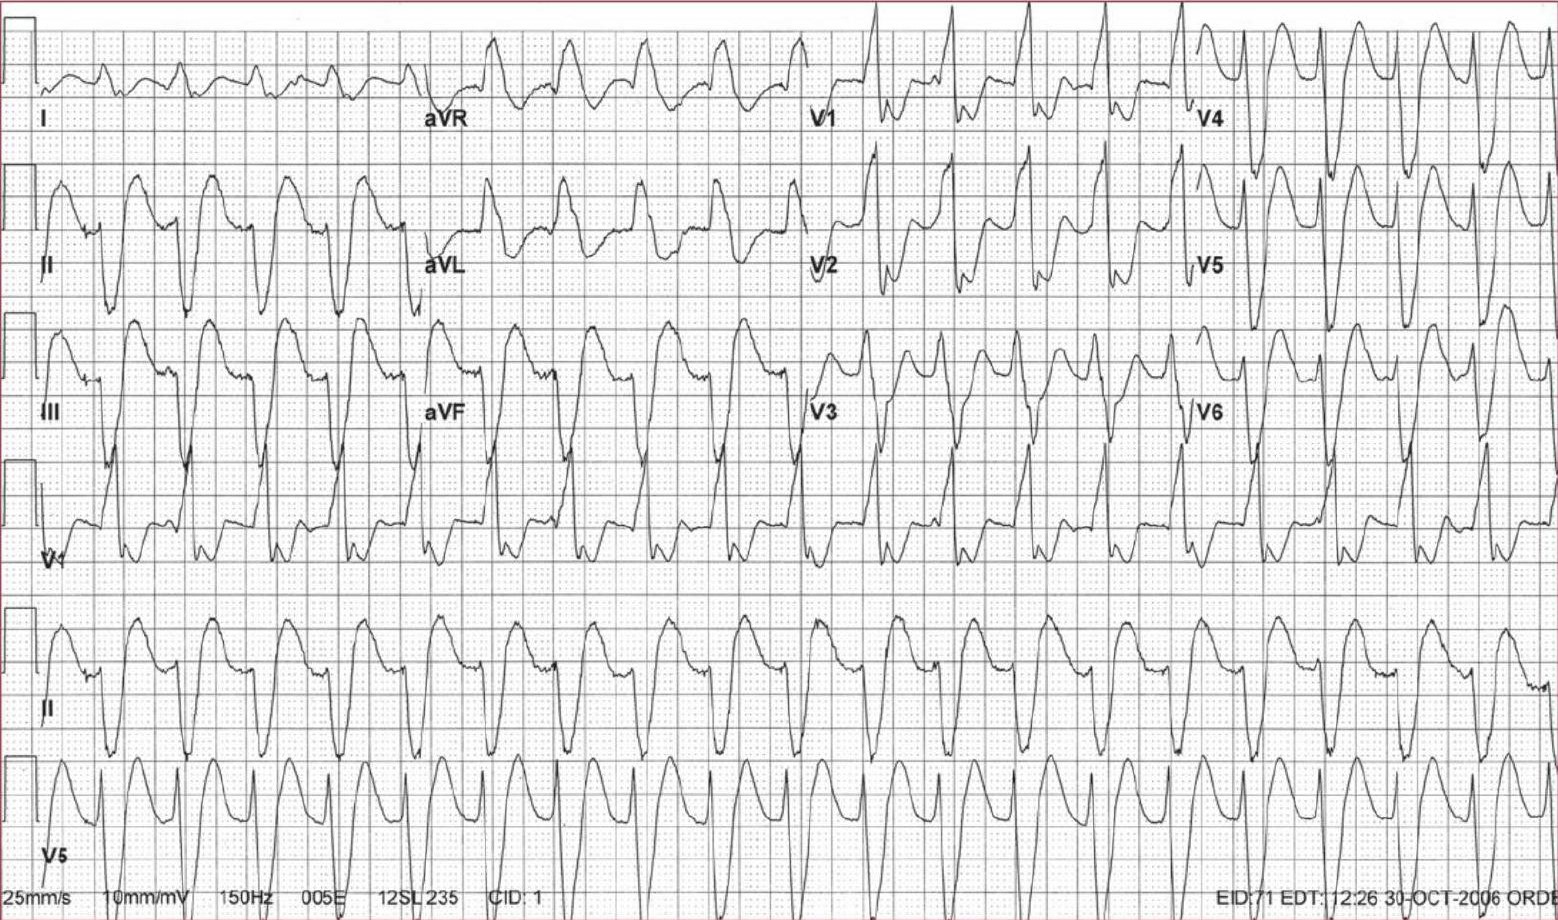 I aVR V1 V4
II aVL V2 V5
III aVF V3 V6
V1
II
V5
25mm/s 10mm/mV 150Hz 005E 12SL 235 CID: 1 EID:71 EDT: 12:26 30-OCT-2006 ORDE